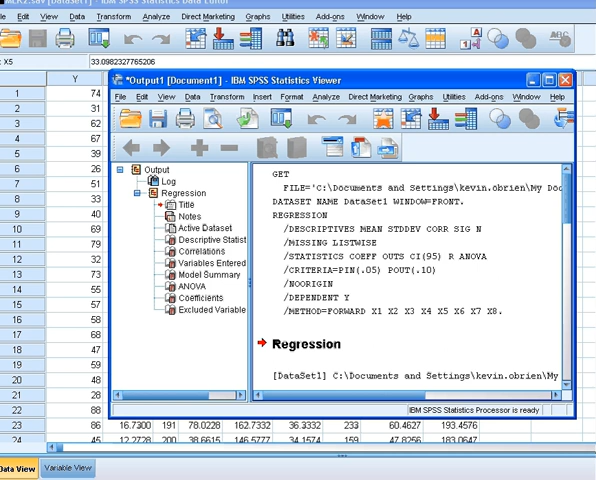 MLR2.sav [DataSet1] - IBM SPSS Statistics Data Editor
Edit View Data Transform Analyze Direct Marketing Graphs Utilities Add-ons Window Help
: X5 33.0982327765206
Y
1 74
2 31
3 62
4 67
5 39
6 26
7 51
8 33
9 40
10 69
11 79
12 32
13 73
14 55
15 57
16 58
17 68
18 47
19 59
20 48
21 28
22 88
23 86 16.7300 191 78.0228 162.7332 36.3332 233 60.4627 193.4576
24 45 12.2728 200 38.6615 146.5777 34.1574 159 47.8256 183.0647
Data View Variable View
*Output1 [Document1] - IBM SPSS Statistics Viewer
File Edit View Data Transform Insert Format Analyze Direct Marketing Graphs Utilities Add-ons Window Help
Output
Log
Regression
Title
Notes
Active Dataset
Descriptive Statist
Correlations
Variables Entered
Model Summary
ANOVA
Coefficients
Excluded Variable
GET
FILE='C:\Documents and Settings\kevin.obrien\My Doc
DATASET NAME DataSet1 WINDOW=FRONT.
REGRESSION
/DESCRIPTIVES MEAN STDDEV CORR SIG N
/MISSING LISTWISE
/STATISTICS COEFF OUTS CI(95) R ANOVA
/CRITERIA=PIN(.05) POUT(.10)
/NOORIGIN
/DEPENDENT Y
/METHOD=FORWARD X1 X2 X3 X4 X5 X6 X7 X8.
Regression
[DataSet1] C:\Documents and Settings\kevin.obrien\My
IBM SPSS Statistics Processor is ready